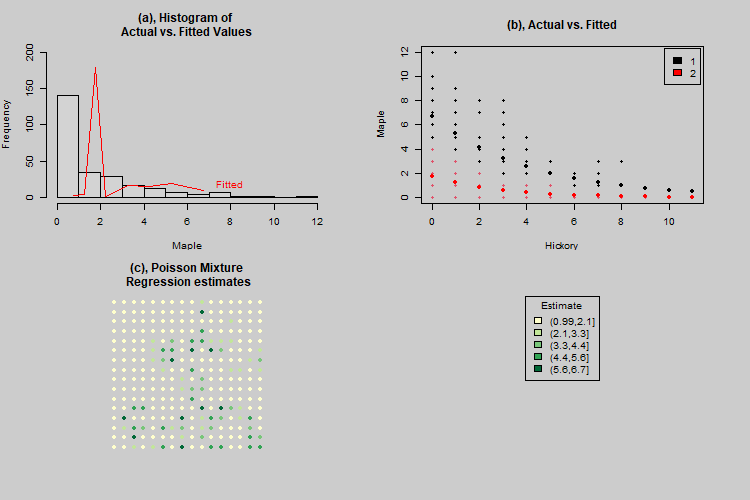 (a), Histogram of
Actual vs. Fitted Values
Frequency
200
150
100
50
0
Fitted
0 2 4 6 8 10 12
Maple
(b), Actual vs. Fitted
Maple
12
10
8
6
4
2
0
1
2
0 2 4 6 8 10
Hickory
(c), Poisson Mixture
Regression estimates
Estimate
(0.99,2.1]
(2.1,3.3]
(3.3,4.4]
(4.4,5.6]
(5.6,6.7]